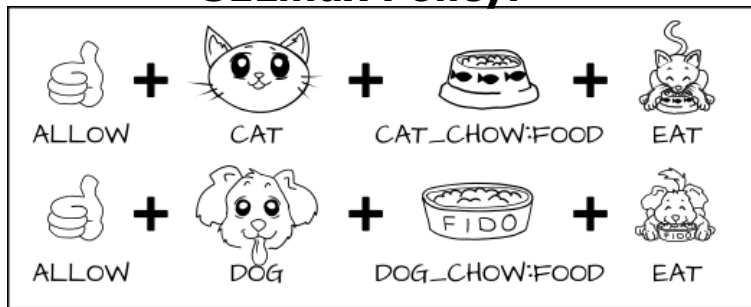 ALLOW CAT CAT_CHOW:FOOD EAT
FIDO
ALLOW DOG DOG_CHOW:FOOD EAT